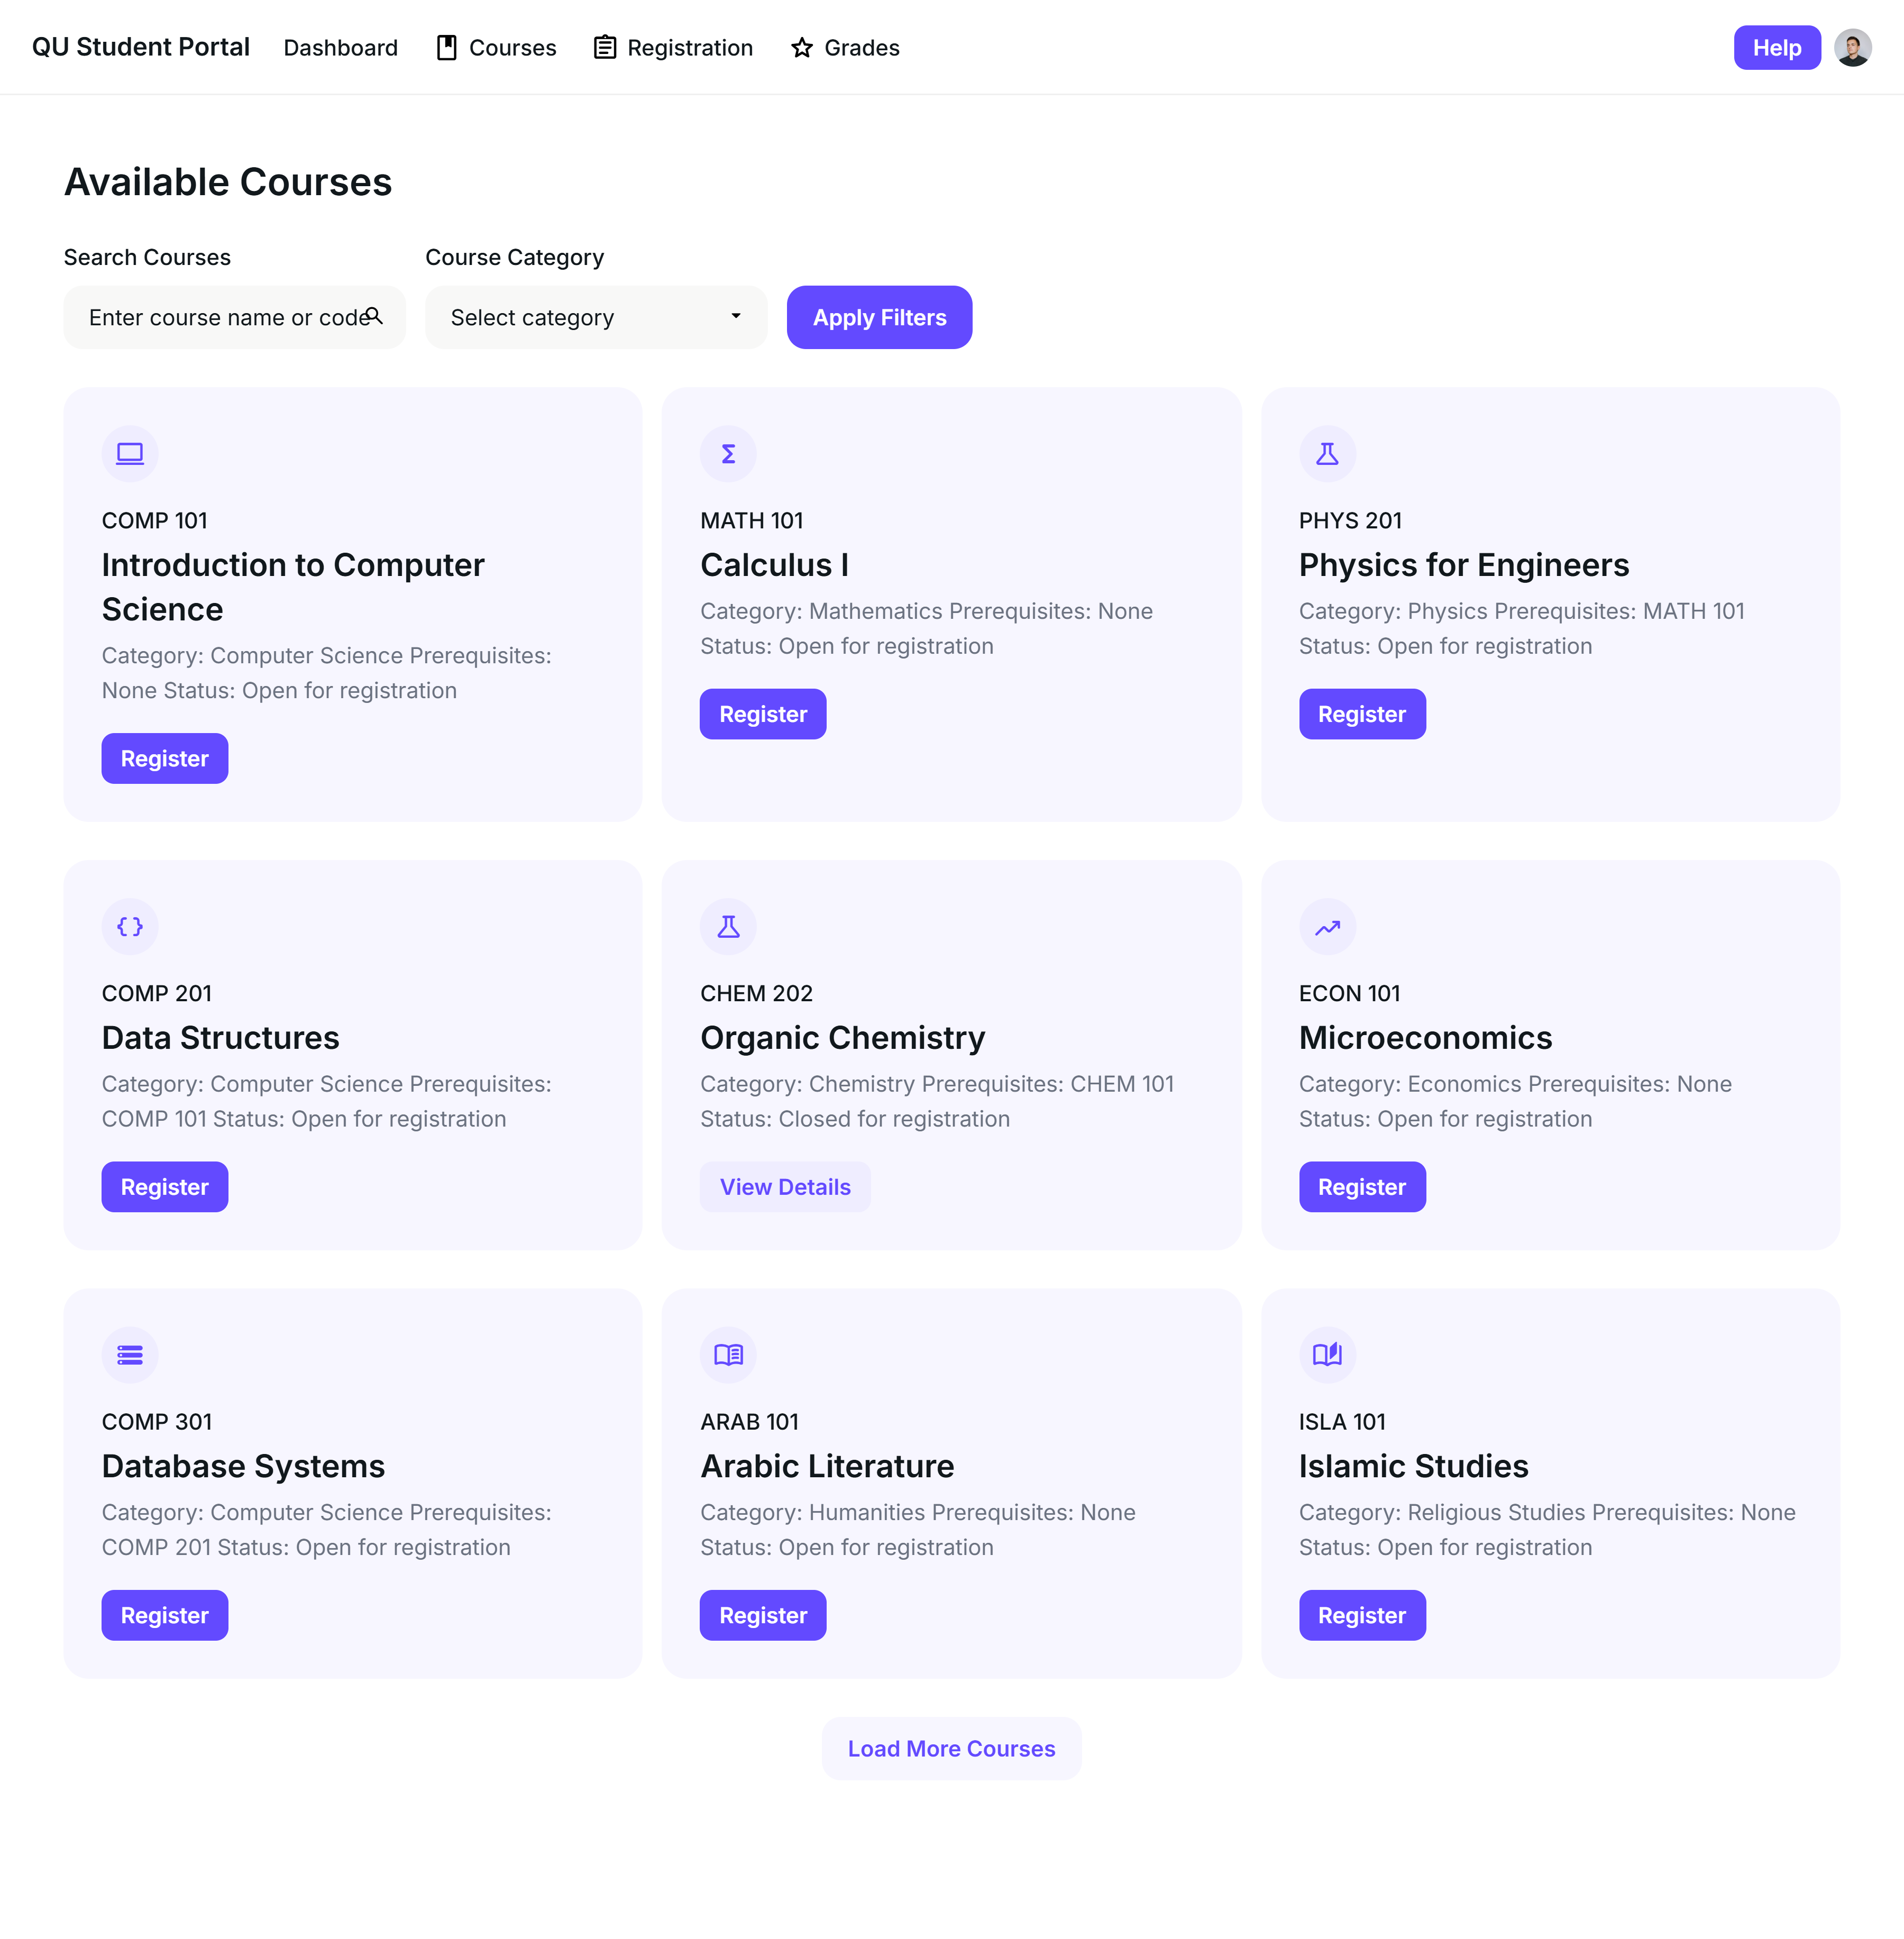 QU Student Portal
Dashboard
Courses
Registration
Grades
Help
Available Courses
Search Courses
Enter course name or code
Course Category
Select category
Apply Filters
COMP 101
Introduction to Computer
Science
Category: Computer Science Prerequisites:
None Status: Open for registration
Register
MATH 101
Calculus I
Category: Mathematics Prerequisites: None
Status: Open for registration
Register
PHYS 201
Physics for Engineers
Category: Physics Prerequisites: MATH 101
Status: Open for registration
Register
COMP 201
Data Structures
Category: Computer Science Prerequisites:
COMP 101 Status: Open for registration
Register
CHEM 202
Organic Chemistry
Category: Chemistry Prerequisites: CHEM 101
Status: Closed for registration
View Details
ECON 101
Microeconomics
Category: Economics Prerequisites: None
Status: Open for registration
Register
COMP 301
Database Systems
Category: Computer Science Prerequisites:
COMP 201 Status: Open for registration
Register
ARAB 101
Arabic Literature
Category: Humanities Prerequisites: None
Status: Open for registration
Register
ISLA 101
Islamic Studies
Category: Religious Studies Prerequisites: None
Status: Open for registration
Register
Load More Courses